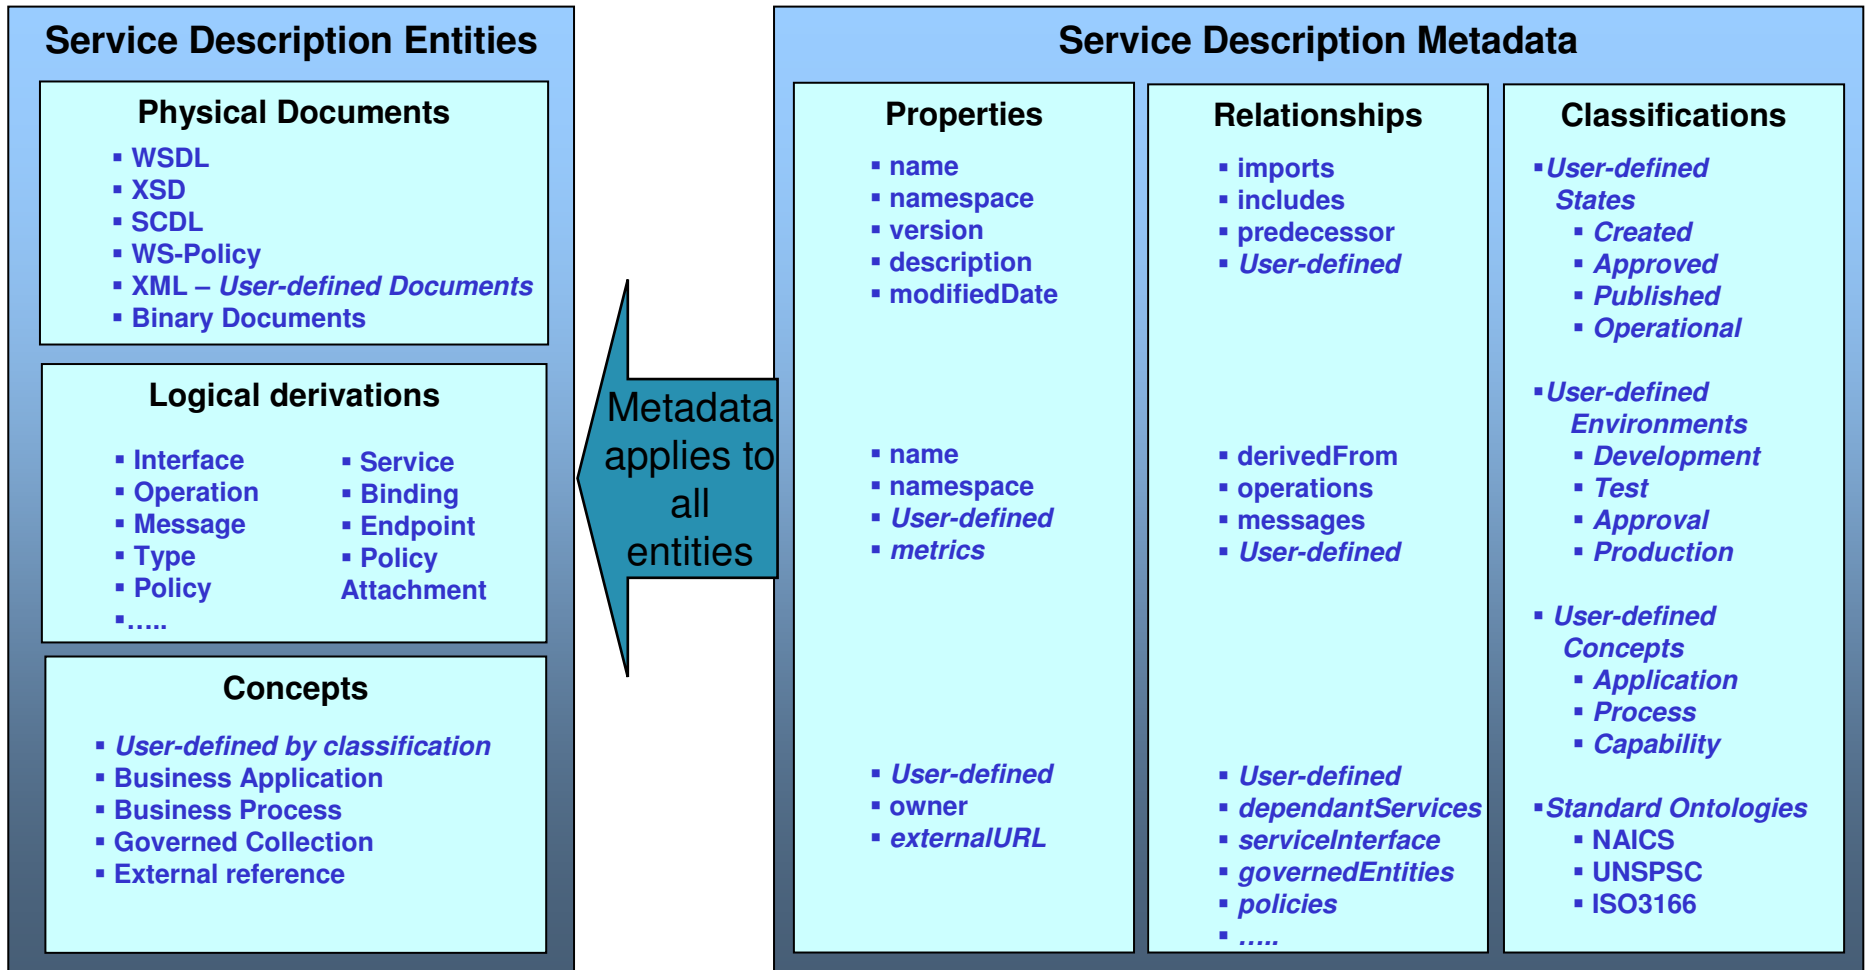 Service Description Entities
Physical Documents
▪ WSDL
▪ XSD
▪ SCDL
▪ WS-Policy
▪ XML – User-defined Documents
▪ Binary Documents
Logical derivations
▪ Interface
▪ Operation
▪ Message
▪ Type
▪ Policy
▪…..
▪ Service
▪ Binding
▪ Endpoint
▪ Policy
Attachment
Concepts
▪ User-defined by classification
▪ Business Application
▪ Business Process
▪ Governed Collection
▪ External reference
Metadata
applies to
all
entities
Service Description Metadata
Properties
▪ name
▪ namespace
▪ version
▪ description
▪ modifiedDate
▪ name
▪ namespace
▪ User-defined
▪ metrics
▪ User-defined
▪ owner
▪ externalURL
Relationships
▪ imports
▪ includes
▪ predecessor
▪ User-defined
▪ derivedFrom
▪ operations
▪ messages
▪ User-defined
▪ User-defined
▪ dependantServices
▪ serviceInterface
▪ governedEntities
▪ policies
▪ …..
Classifications
▪User-defined
States
▪ Created
▪ Approved
▪ Published
▪ Operational
▪User-defined
Environments
▪ Development
▪ Test
▪ Approval
▪ Production
▪ User-defined
Concepts
▪ Application
▪ Process
▪ Capability
▪Standard Ontologies
▪ NAICS
▪ UNSPSC
▪ ISO3166